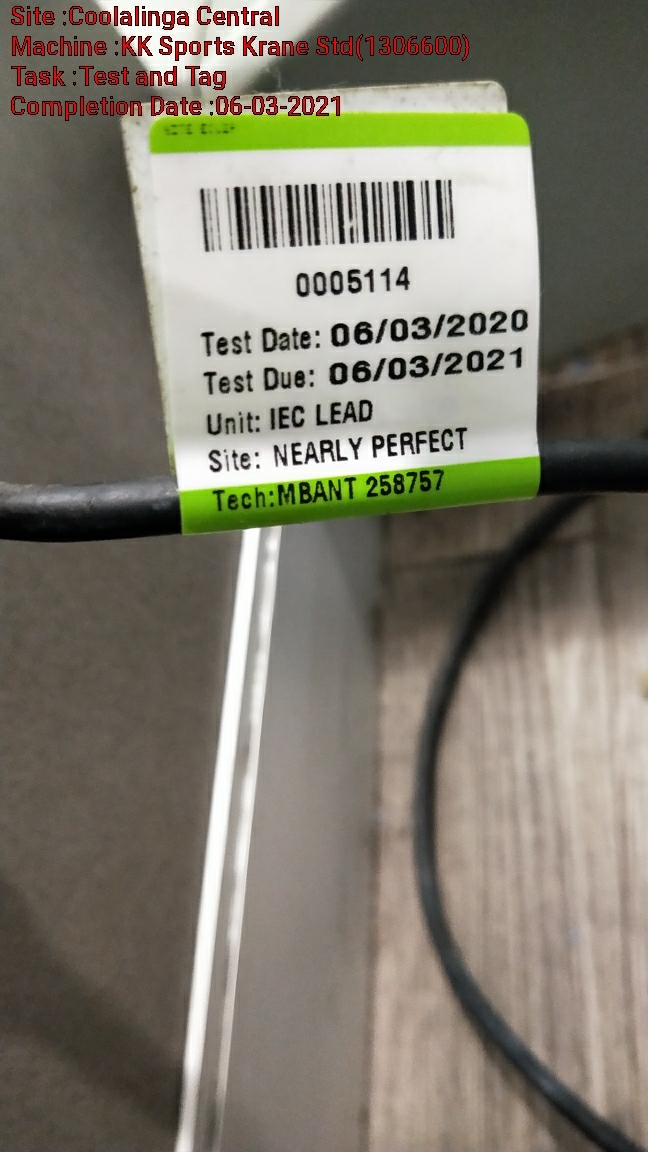 Site :Coolalinga Central
Machine :KK Sports Krane Std(1306600)
Task :Test and Tag
Completion Date :06-03-2021
0005114
Test Date: 06/03/2020
Test Due: 06/03/2021
Unit: IEC LEAD
Site: NEARLY PERFECT
Tech:MBANT 258757